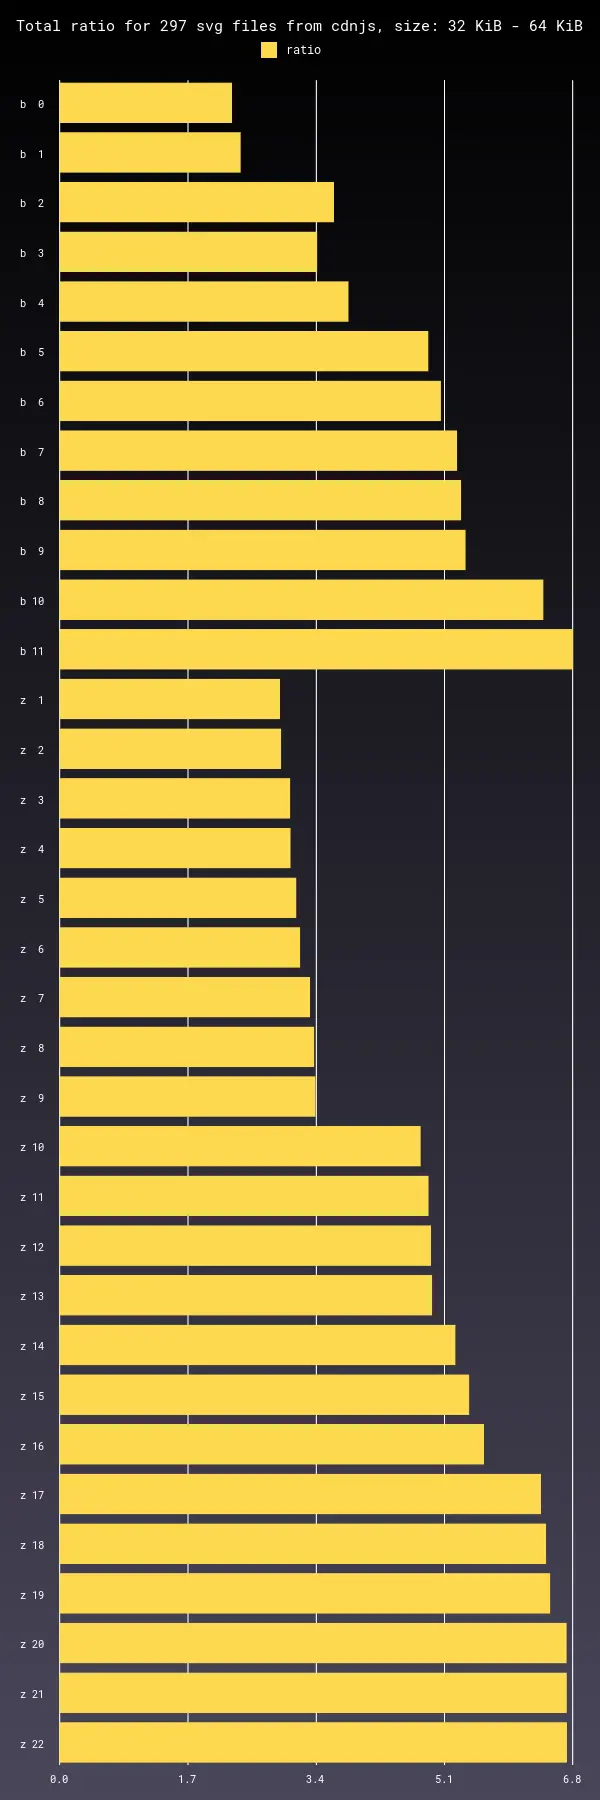 Total ratio for 297 svg files from cdnjs, size: 32 KiB - 64 KiB
ratio
b 0
b 1
b 2
b 3
b 4
b 5
b 6
b 7
b 8
b 9
b 10
b 11
z 1
z 2
z 3
z 4
z 5
z 6
z 7
z 8
z 9
z 10
z 11
z 12
z 13
z 14
z 15
z 16
z 17
z 18
z 19
z 20
z 21
z 22
0.0 1.7 3.4 5.1 6.8